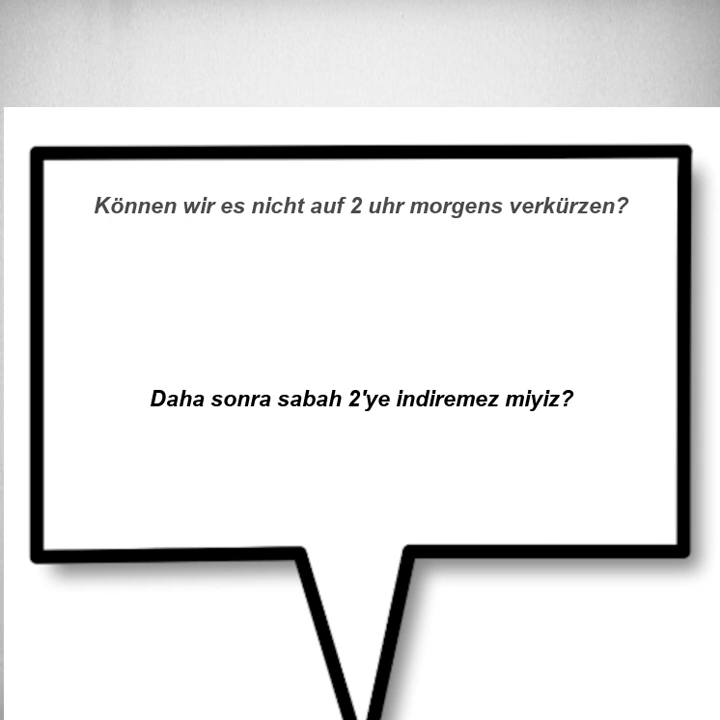 Können wir es nicht auf 2 uhr morgens verkürzen?
Daha sonra sabah 2'ye indiremez miyiz?